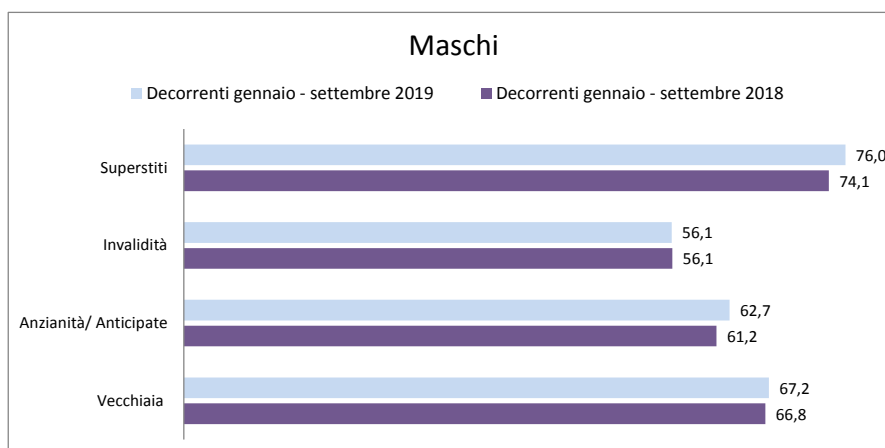 Maschi
Decorrenti gennaio - settembre 2019 Decorrenti gennaio - settembre 2018
Superstiti
76,0
74,1
Invalidità
56,1
56,1
Anzianità/ Anticipate
62,7
61,2
Vecchiaia
67,2
66,8